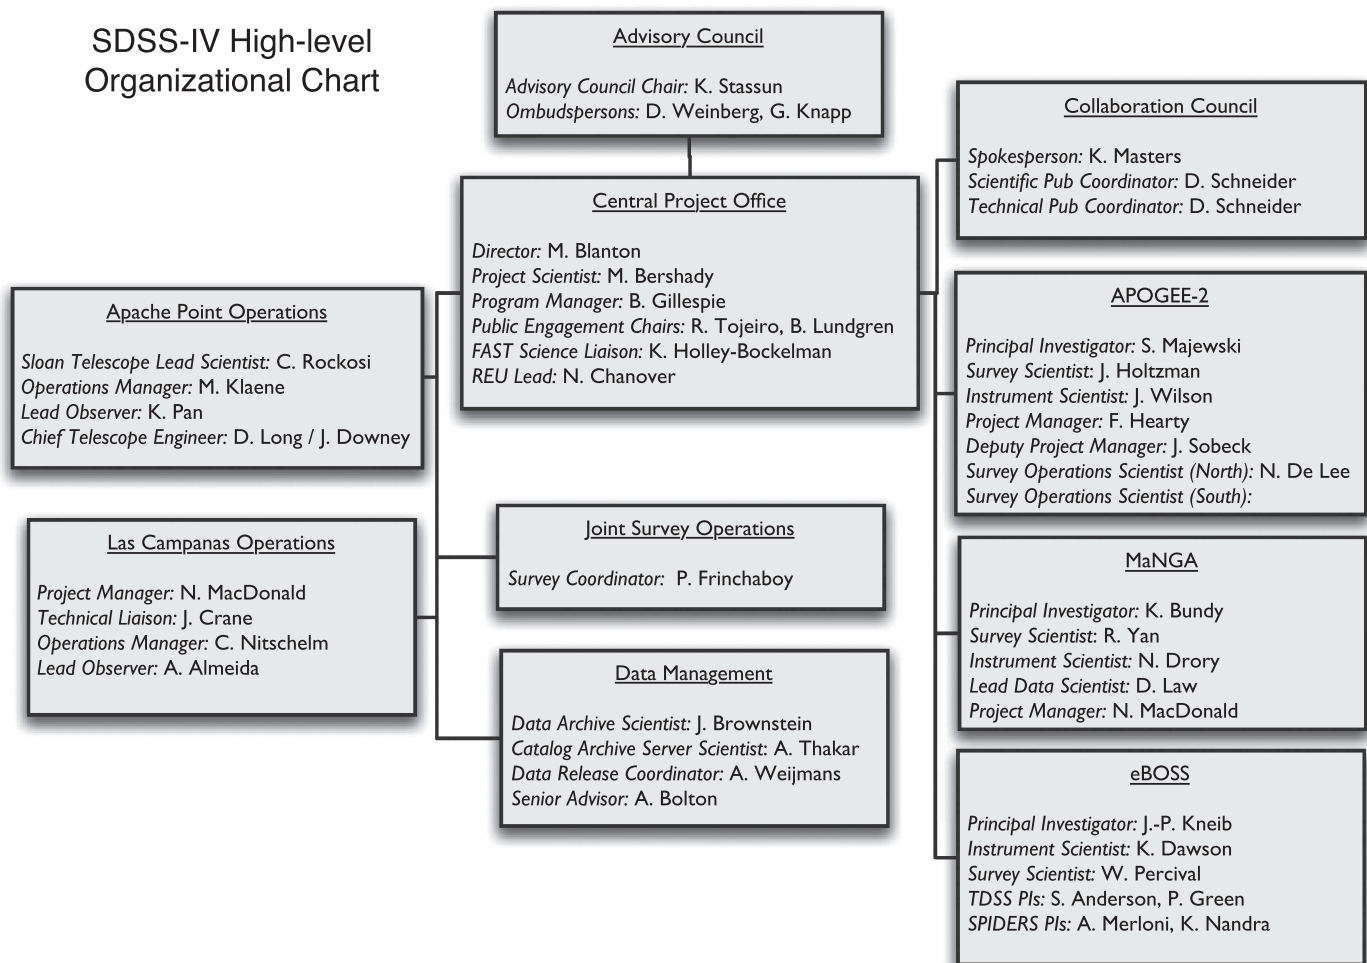 SDSS-IV High-level
Organizational Chart
Advisory Council
Advisory Council Chair: K. Stassun
Ombudspersons: D. Weinberg, G. Knapp
Collaboration Council
Spokesperson: K. Masters
Scientific Pub Coordinator: D. Schneider
Technical Pub Coordinator: D. Schneider
Central Project Office
Director: M. Blanton
Project Scientist: M. Bershady
Program Manager: B. Gillespie
Public Engagement Chairs: R. Tojeiro, B. Lundgren
FAST Science Liaison: K. Holley-Bockelman
REU Lead: N. Chanover
Apache Point Operations
Sloan Telescope Lead Scientist: C. Rockosi
Operations Manager: M. Klaene
Lead Observer: K. Pan
Chief Telescope Engineer: D. Long / J. Downey
APOGEE-2
Principal Investigator: S. Majewski
Survey Scientist: J. Holtzman
Instrument Scientist: J. Wilson
Project Manager: F. Hearty
Deputy Project Manager: J. Sobeck
Survey Operations Scientist (North): N. De Lee
Survey Operations Scientist (South):
Las Campanas Operations
Project Manager: N. MacDonald
Technical Liaison: J. Crane
Operations Manager: C. Nitschelm
Lead Observer: A. Almeida
Joint Survey Operations
Survey Coordinator: P. Frinchaboy
MaNGA
Principal Investigator: K. Bundy
Survey Scientist: R. Yan
Instrument Scientist: N. Drory
Lead Data Scientist: D. Law
Project Manager: N. MacDonald
Data Management
Data Archive Scientist: J. Brownstein
Catalog Archive Server Scientist: A. Thakar
Data Release Coordinator: A. Weijmans
Senior Advisor: A. Bolton
eBOSS
Principal Investigator: J.-P. Kneib
Instrument Scientist: K. Dawson
Survey Scientist: W. Percival
TDSS PIs: S. Anderson, P. Green
SPIDERS PIs: A. Merloni, K. Nandra